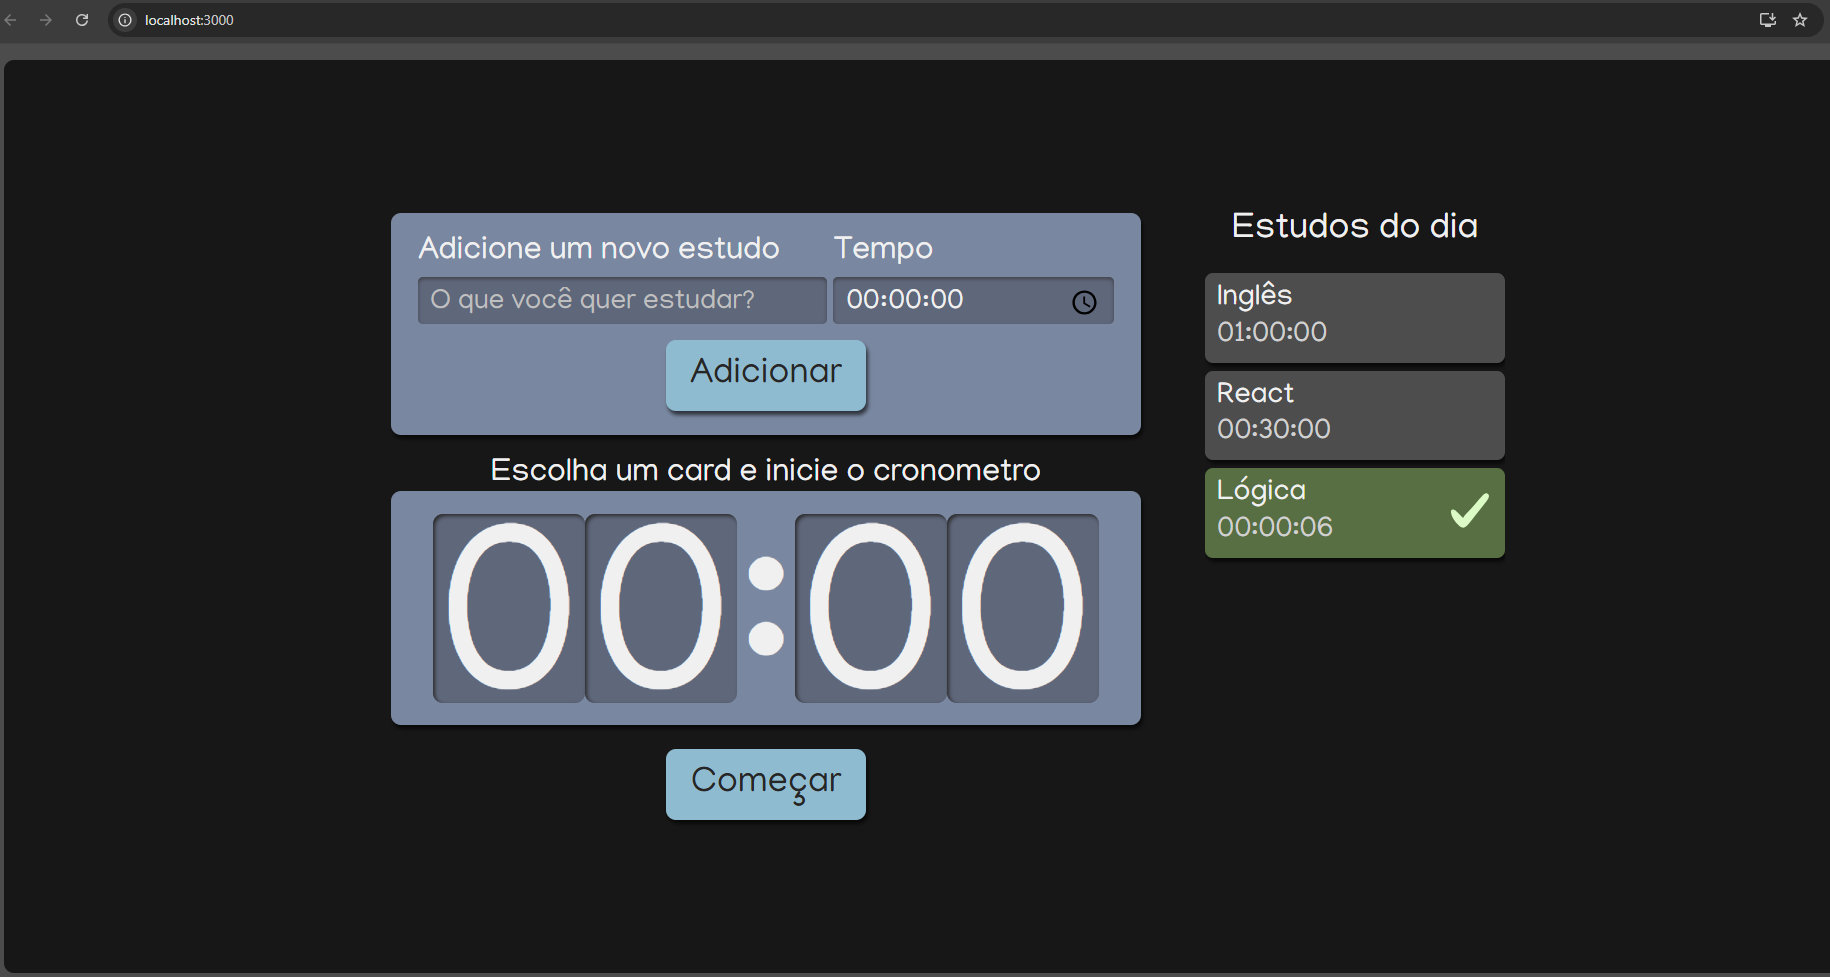 localhost:3000
Adicione um novo estudo
Tempo
O que você quer estudar?
00:00:00
Adicionar
Escolha um card e inicie o cronometro
00:00
Começar
Estudos do dia
Inglês
01:00:00
React
00:30:00
Lógica
00:00:06